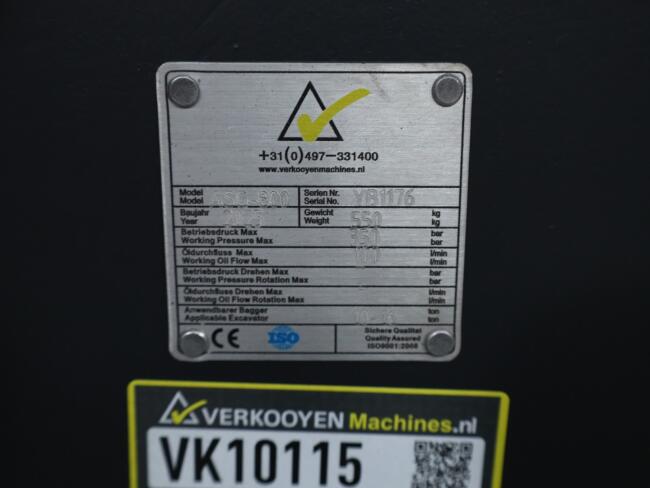 +31(0)497-331400
www.verkooyenmachines.nl
Model Serien Nr. YB1176
Model Serial No.
Baujahr Gewicht 550 kg
Year Weight kg
Betriebsdruck Max bar
Working Pressure Max bar
Öldurchfluss Max l/min
Working Oil Flow Max l/min
Betriebsdruck Drehen Max bar
Working Pressure Rotation Max bar
Öldurchfluss Drehen Max l/min
Working Oil Flow Rotation Max l/min
Anwendbarer Bagger ton
Applicable Excavator ton
CE ISO
Sichere Qualitat
Quality Assured
ISO9001:2008
VERKOOYEN Machines.nl
VK10115